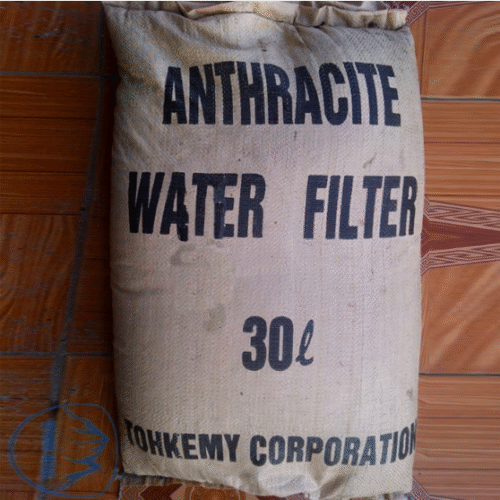 ANTHRACITE
WATER FILTER
30ℓ
TOHKEMY CORPORATION